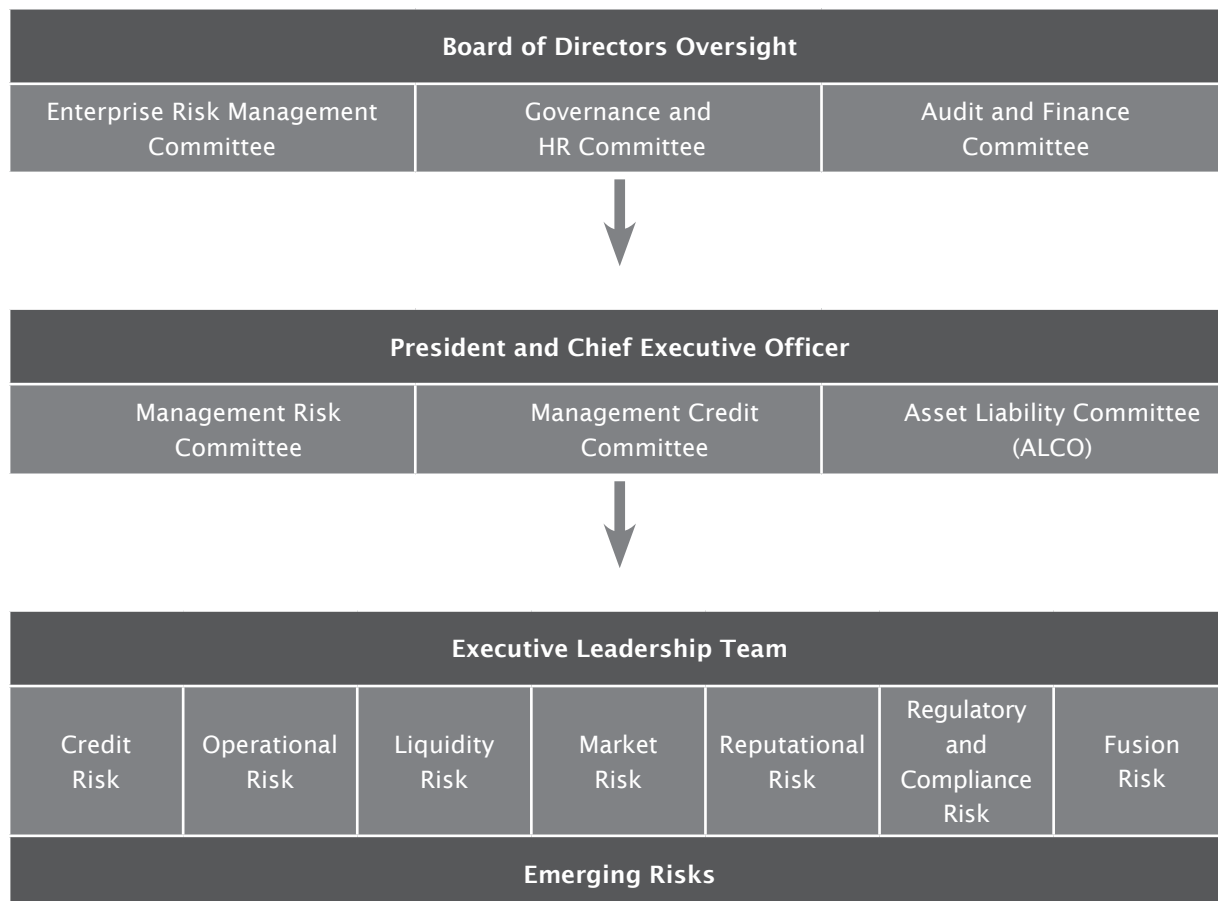 Board of Directors Oversight
Enterprise Risk Management
Committee
Governance and
HR Committee
Audit and Finance
Committee
President and Chief Executive Officer
Management Risk
Committee
Management Credit
Committee
Asset Liability Committee
(ALCO)
Executive Leadership Team
Credit
Risk
Operational
Risk
Liquidity
Risk
Market
Risk
Reputational
Risk
Regulatory
and
Compliance
Risk
Fusion
Risk
Emerging Risks